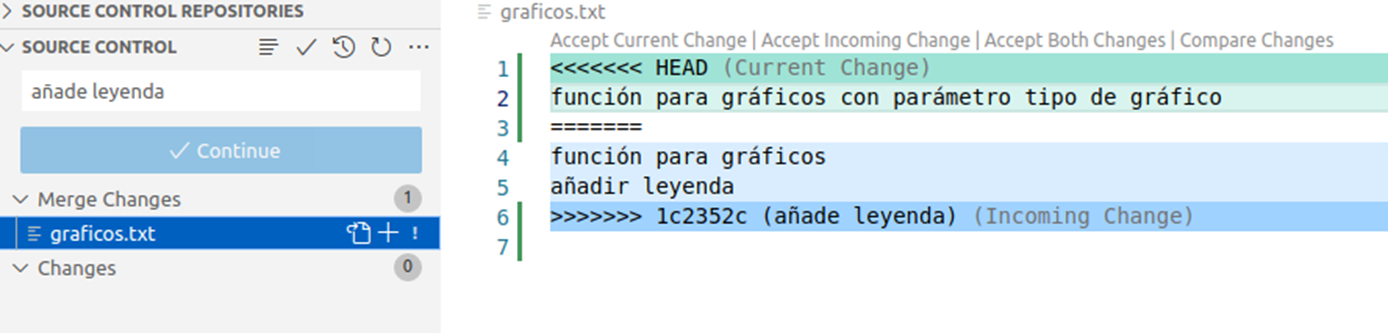 SOURCE CONTROL REPOSITORIES
SOURCE CONTROL
añade leyenda
Continue
Merge Changes 1
graficos.txt !
Changes 0
graficos.txt
Accept Current Change | Accept Incoming Change | Accept Both Changes | Compare Changes
1 <<<<<<< HEAD (Current Change)
2 función para gráficos con parámetro tipo de gráfico
3 =======
4 función para gráficos
5 añadir leyenda
6 >>>>>>> 1c2352c (añade leyenda) (Incoming Change)
7